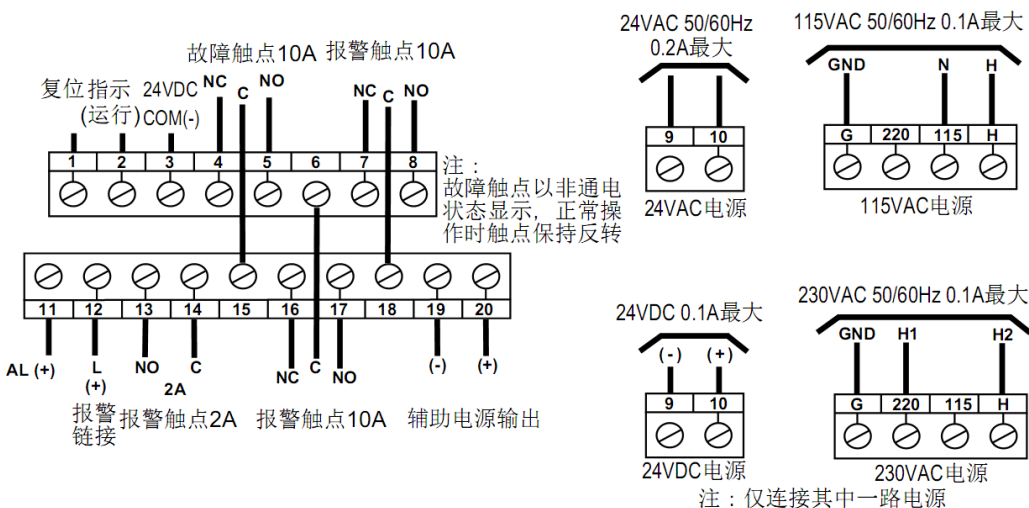 故障触点10A 报警触点10A
复位 指示 24VDC NC C NO NC C NO
(运行) COM(-)
1 2 3 4 5 6 7 8
注：
故障触点以非通电
状态显示，正常操
作时触点保持反转
11 12 13 14 15 16 17 18 19 20
AL (+) L NO C NC C NO (-) (+)
(+) 2A
报警 报警触点2A 报警触点10A 辅助电源输出
链接
24VAC 50/60Hz
0.2A最大
9 10
24VAC电源
115VAC 50/60Hz 0.1A最大
GND N H
G 220 115 H
115VAC电源
24VDC 0.1A最大
(-) (+)
9 10
24VDC电源
230VAC 50/60Hz 0.1A最大
GND H1 H2
G 220 115 H
230VAC电源
注：仅连接其中一路电源